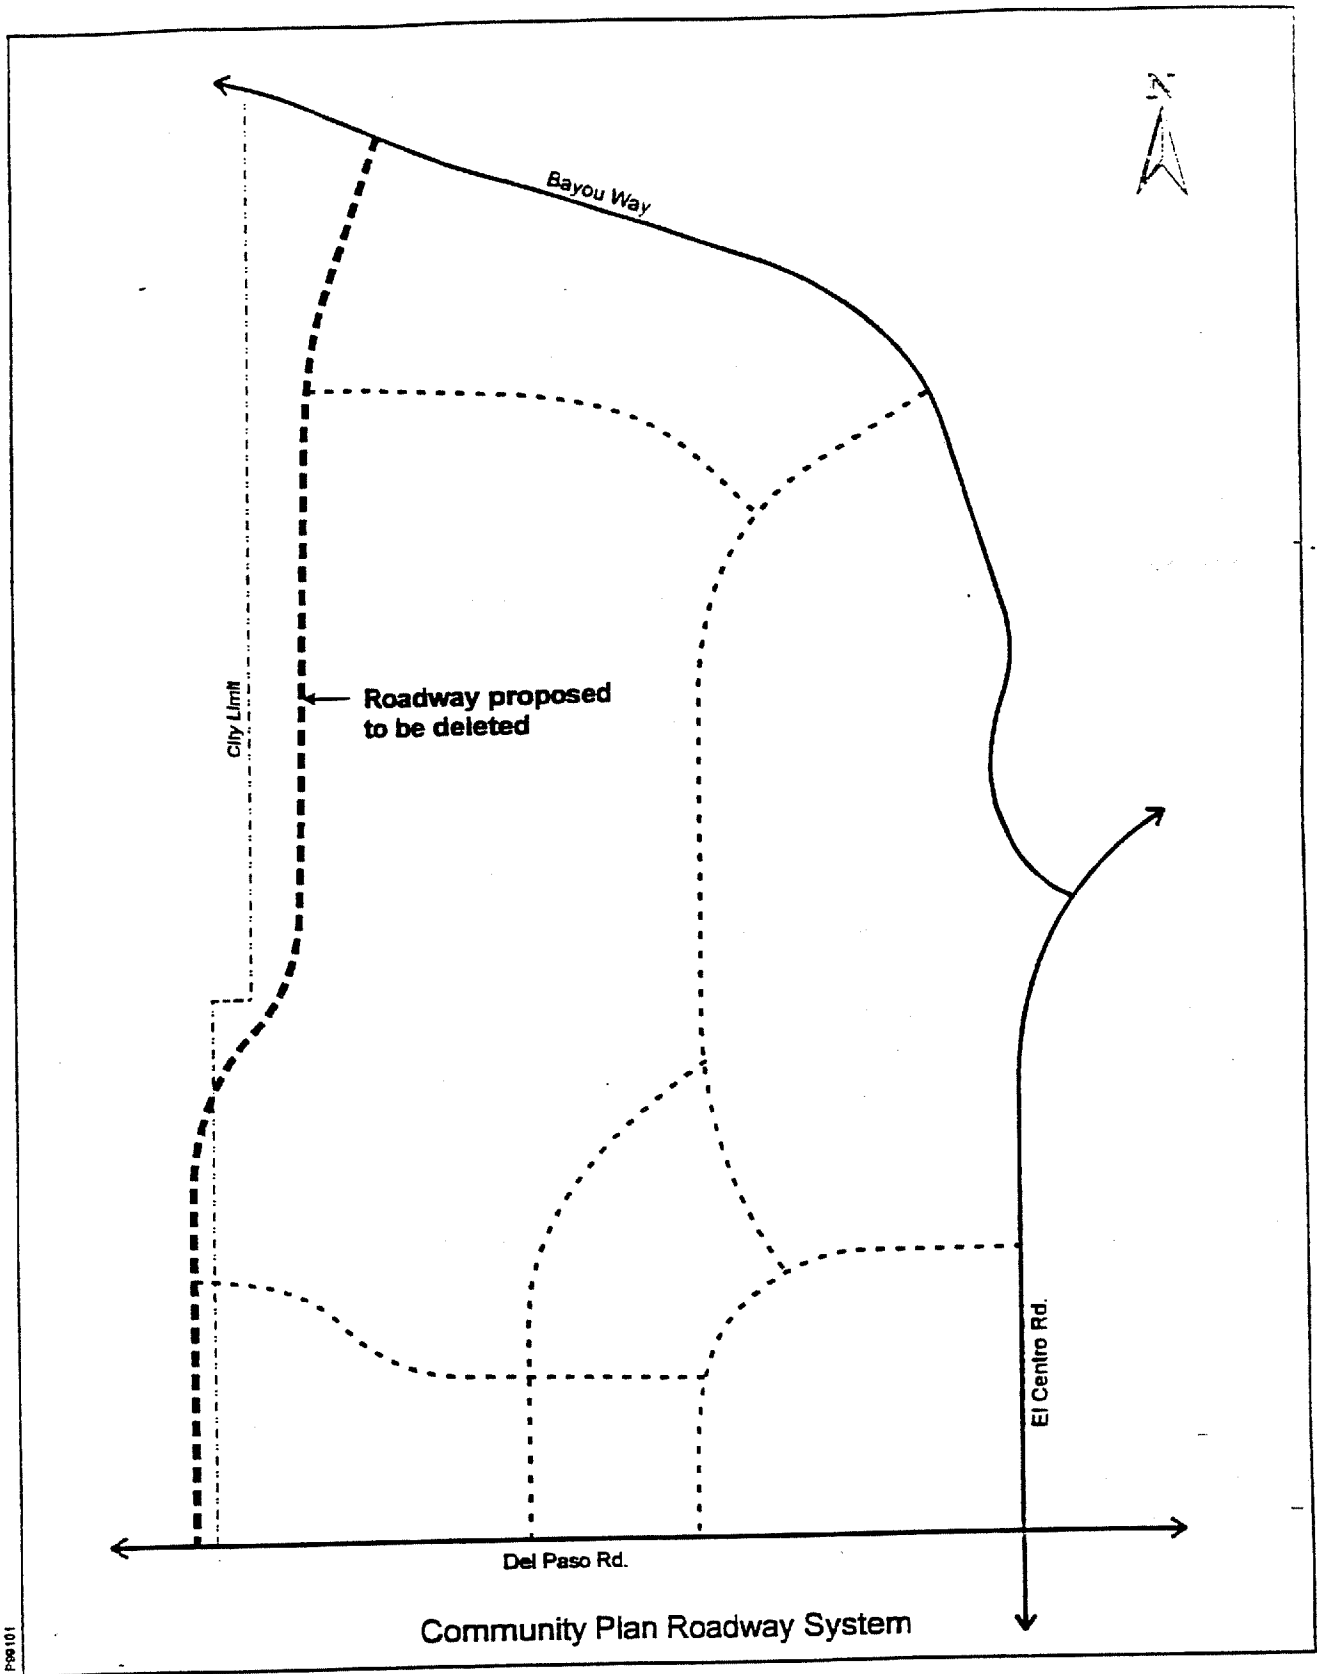 N
Bayou Way
City Limit
Roadway proposed
to be deleted
El Centro Rd.
Del Paso Rd.
Community Plan Roadway System
P99101